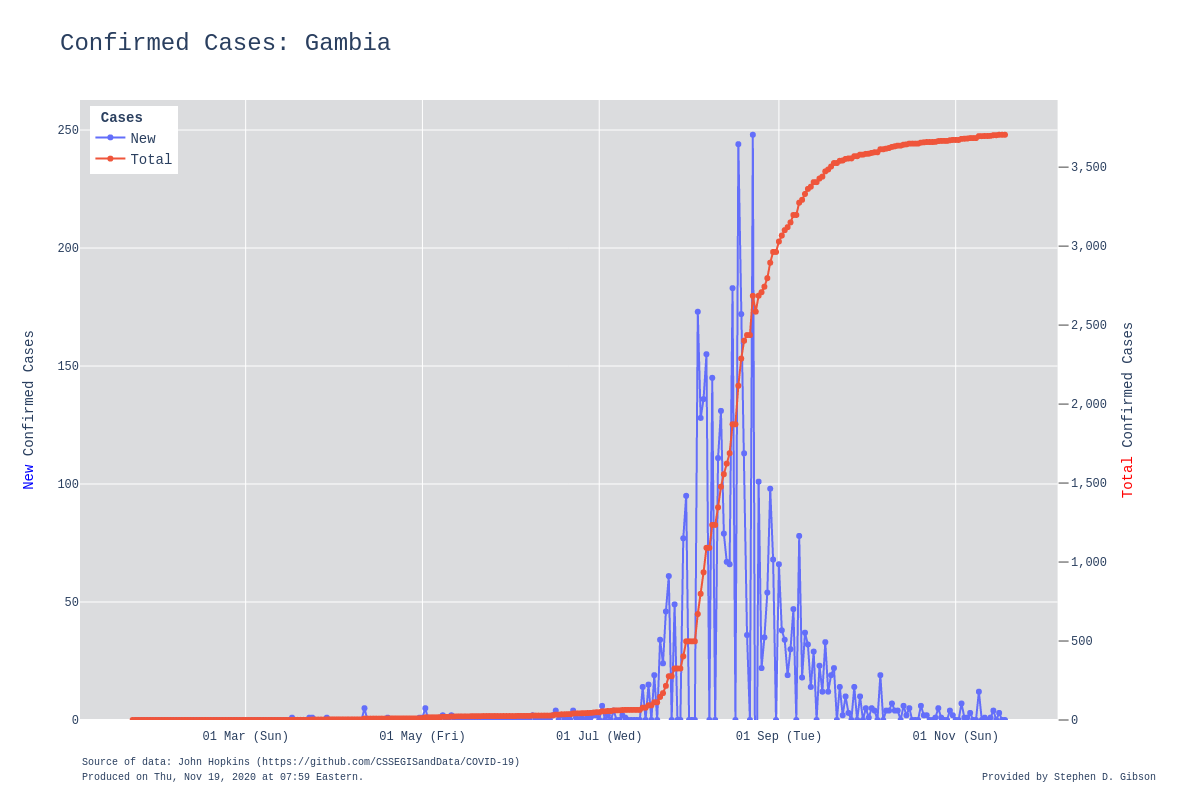 Confirmed Cases: Gambia
Cases
New
Total
250
200
150
100
50
0
New Confirmed Cases
3,500
3,000
2,500
2,000
1,500
1,000
500
0
Total Confirmed Cases
01 Mar (Sun)
01 May (Fri)
01 Jul (Wed)
01 Sep (Tue)
01 Nov (Sun)
Source of data: John Hopkins (https://github.com/CSSEGISandData/COVID-19)
Produced on Thu, Nov 19, 2020 at 07:59 Eastern.
Provided by Stephen D. Gibson